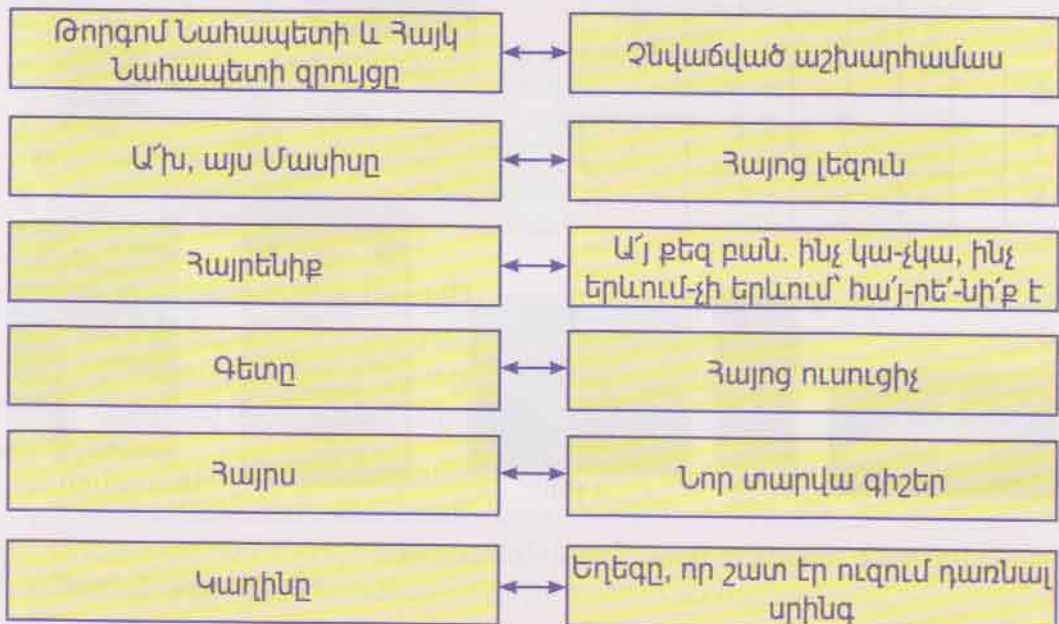 Թորգոմ Նահապետի և Հայկ
Նահապետի զրույցը
Չնվաճված աշխարհամաս
Ա՜խ, այս Մասիսը
Հայոց լեզուն
Հայրենիք
Ա՛յ քեզ բան. ինչ կա-չկա, ինչ
երևում-չի երևում՝ հա՛յ-րե՛-նի՛ք է
Գետը
Հայոց ուսուցիչ
Հայրս
Նոր տարվա գիշեր
Կաղինը
Եղեգը, որ շատ էր ուզում դառնալ
սրինգ